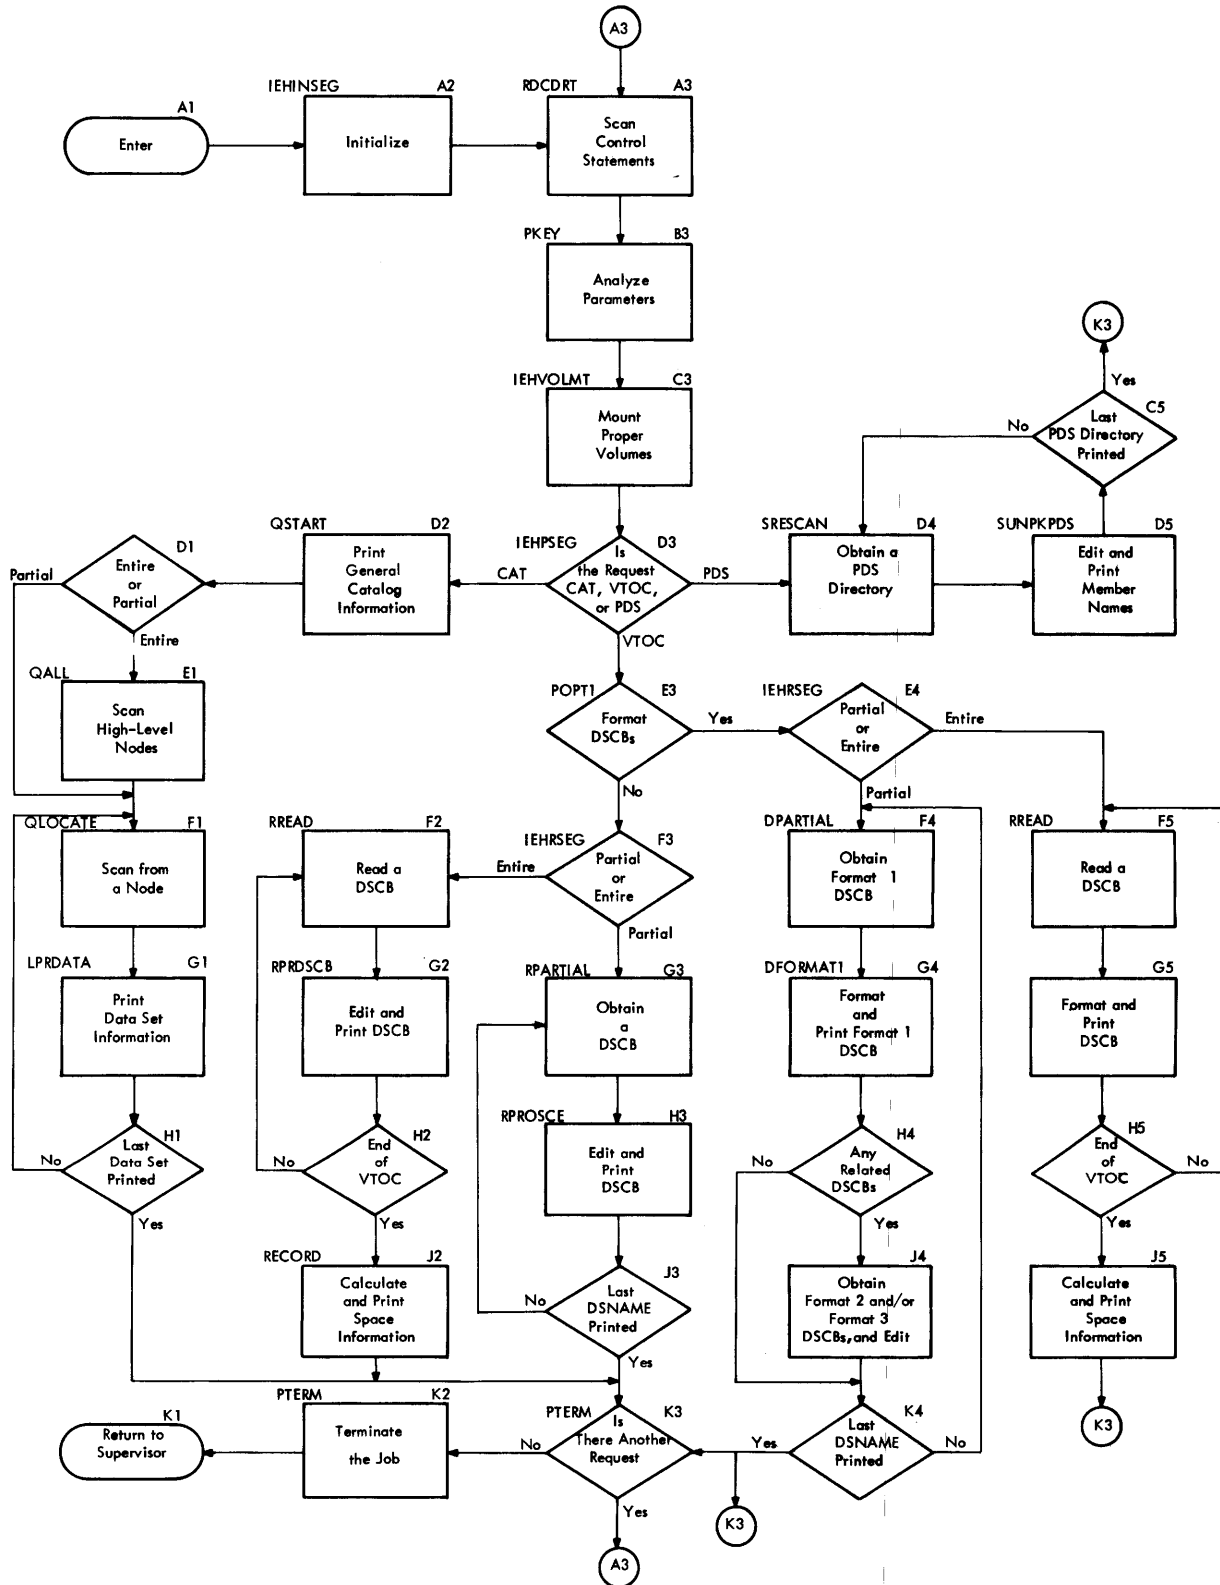 A3
IEHINSEG A2
RDCDRT A3
A1
Enter
Initialize
Scan
Control
Statements
PKEY B3
Analyze
Parameters
K3
IEHVOLMT C3
Mount
Proper
Volumes
Yes
C5
Last
PDS Directory
Printed
No
D1
Entire
or
Partial
Partial
Entire
QSTART D2
Print
General
Catalog
Information
CAT
IEHPSEG D3
Is
the Request
CAT, VTOC,
or PDS
PDS
VTOC
SRESCAN D4
Obtain a
PDS
Directory
SUNPKPDS D5
Edit and
Print
Member
Names
QALL E1
Scan
High-Level
Nodes
POPT1 E3
Format
DSCBs
Yes
No
IEHRSEG E4
Partial
or
Entire
Entire
Partial
QLOCATE F1
Scan from
a Node
RREAD F2
Read a
DSCB
Entire
IEHRSEG F3
Partial
or
Entire
Partial
DPARTIAL F4
Obtain
Format 1
DSCB
RREAD F5
Read a
DSCB
LPRDATA G1
Print
Data Set
Information
RPRDSCB G2
Edit and
Print DSCB
RPARTIAL G3
Obtain
a
DSCB
DFORMAT1 G4
Format
and
Print Format 1
DSCB
G5
Format and
Print
DSCB
H1
Last
Data Set
Printed
No
Yes
H2
End
of
VTOC
No
Yes
RPROSCE H3
Edit and
Print
DSCB
H4
Any
Related
DSCBs
No
Yes
H5
End
of
VTOC
No
Yes
RECORD J2
Calculate
and Print
Space
Information
J3
Last
DSNAME
Printed
No
Yes
J4
Obtain
Format 2 and/or
Format 3
DSCBs, and Edit
J5
Calculate
and Print
Space
Information
K1
Return to
Supervisor
PTERM K2
Terminate
the Job
No
PTERM K3
Is
There Another
Request
Yes
Yes
K4
Last
DSNAME
Printed
No
K3
K3
A3